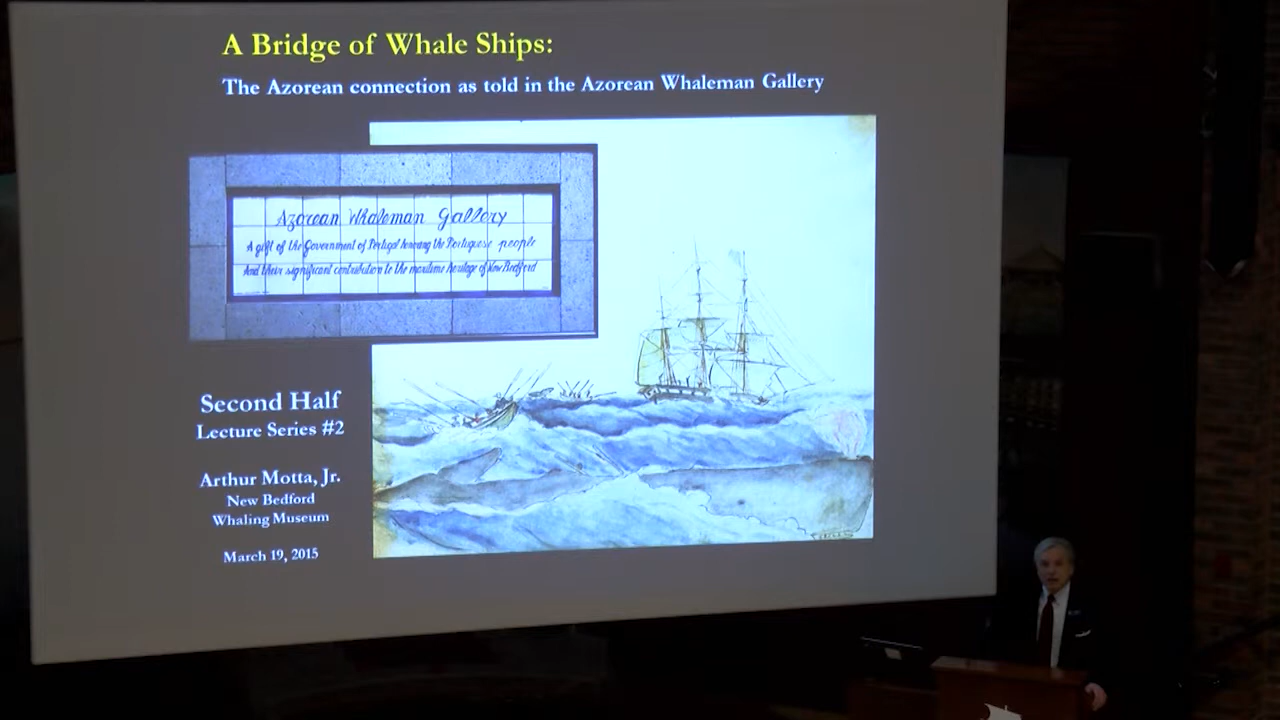 A Bridge of Whale Ships:
The Azorean connection as told in the Azorean Whaleman Gallery
Azorean Whaleman Gallery
A gift of the Government of Portugal honoring the Portuguese people
And their significant contribution to the maritime heritage of New Bedford
Second Half
Lecture Series #2
Arthur Motta, Jr.
New Bedford
Whaling Museum
March 19, 2015